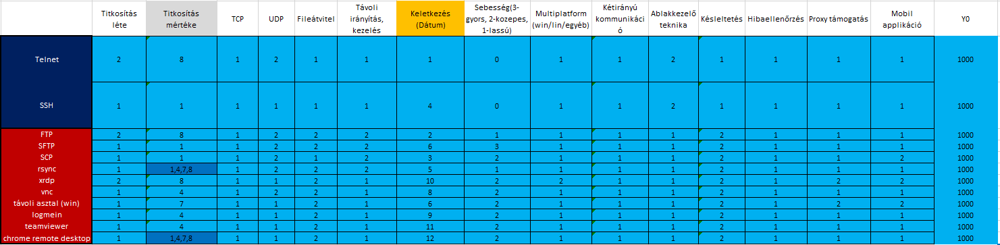 Titkosítás
léte
Titkosítás
mértéke
TCP
UDP
Fileátvitel
Távoli
irányítás,
kezelés
Keletkezés
(Dátum)
Sebesség(3-
gyors, 2-kozepes,
1-lassú)
Multiplatform
(win/lin/egyéb)
Kétirányú
kommunikáci
ó
Ablakkezelő
teknika
Késleltetés
Hibaellenőrzés
Proxy támogatás
Mobil
applikáció
Y0
Telnet 2 8 1 2 1 1 1 0 1 1 2 1 1 1 1 1000
SSH 1 1 1 1 1 1 4 0 1 1 2 1 1 1 1 1000
FTP 2 8 1 2 2 2 2 1 1 1 1 2 1 1 1 1000
SFTP 1 1 1 2 2 2 6 3 1 1 1 2 1 1 1 1000
SCP 1 1 1 2 1 2 3 2 1 1 1 2 1 1 2 1000
rsync 1 1,4,7,8 1 2 2 2 5 1 1 1 1 2 1 1 1 1000
xrdp 2 8 1 1 2 1 10 2 2 1 1 2 1 2 2 1000
vnc 1 4 1 2 2 1 8 2 1 1 1 2 1 1 1 1000
távoli asztal (win) 1 7 1 1 2 1 6 2 1 1 1 2 1 2 2 1000
logmein 1 4 1 1 2 1 9 2 1 1 1 2 1 1 1 1000
teamviewer 1 4 1 1 2 1 11 2 1 1 1 2 1 1 1 1000
chrome remote desktop 1 1,4,7,8 1 1 2 1 12 2 1 1 1 2 1 1 1 1000